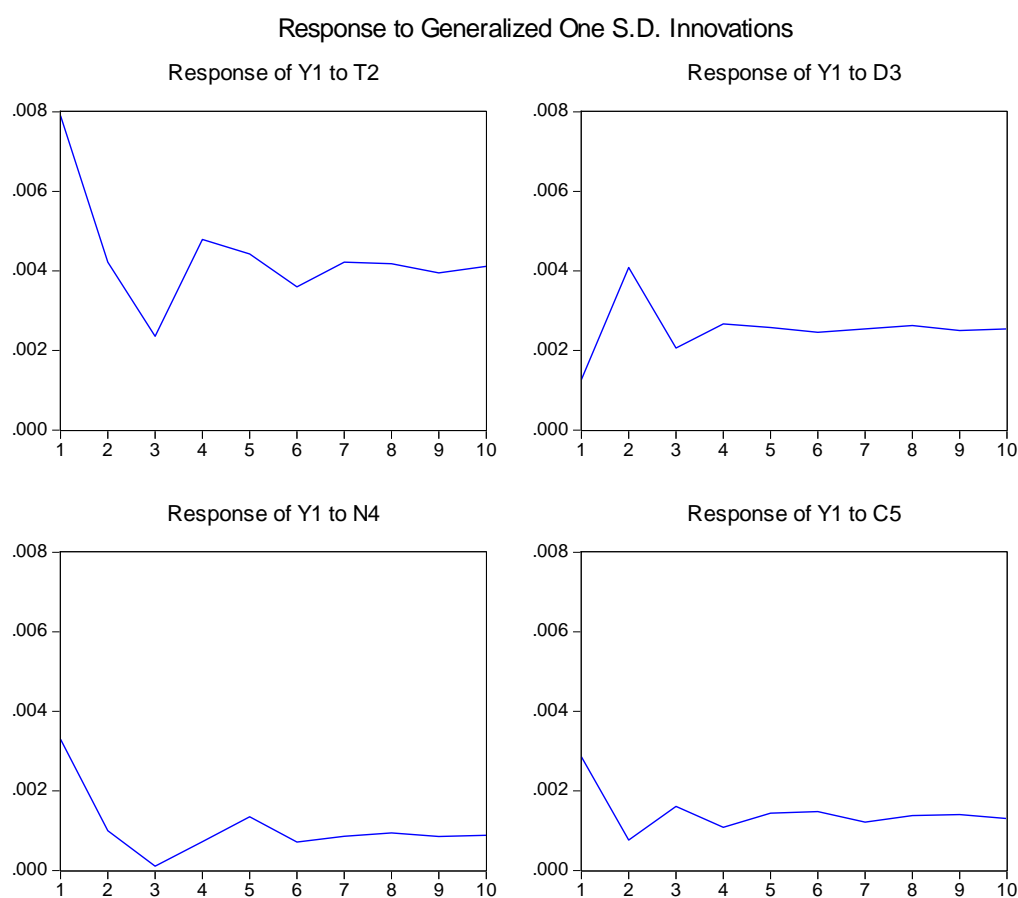 Response to Generalized One S.D. Innovations
Response of Y1 to T2
.008
.006
.004
.002
.000
1 2 3 4 5 6 7 8 9 10
Response of Y1 to D3
.008
.006
.004
.002
.000
1 2 3 4 5 6 7 8 9 10
Response of Y1 to N4
.008
.006
.004
.002
.000
1 2 3 4 5 6 7 8 9 10
Response of Y1 to C5
.008
.006
.004
.002
.000
1 2 3 4 5 6 7 8 9 10